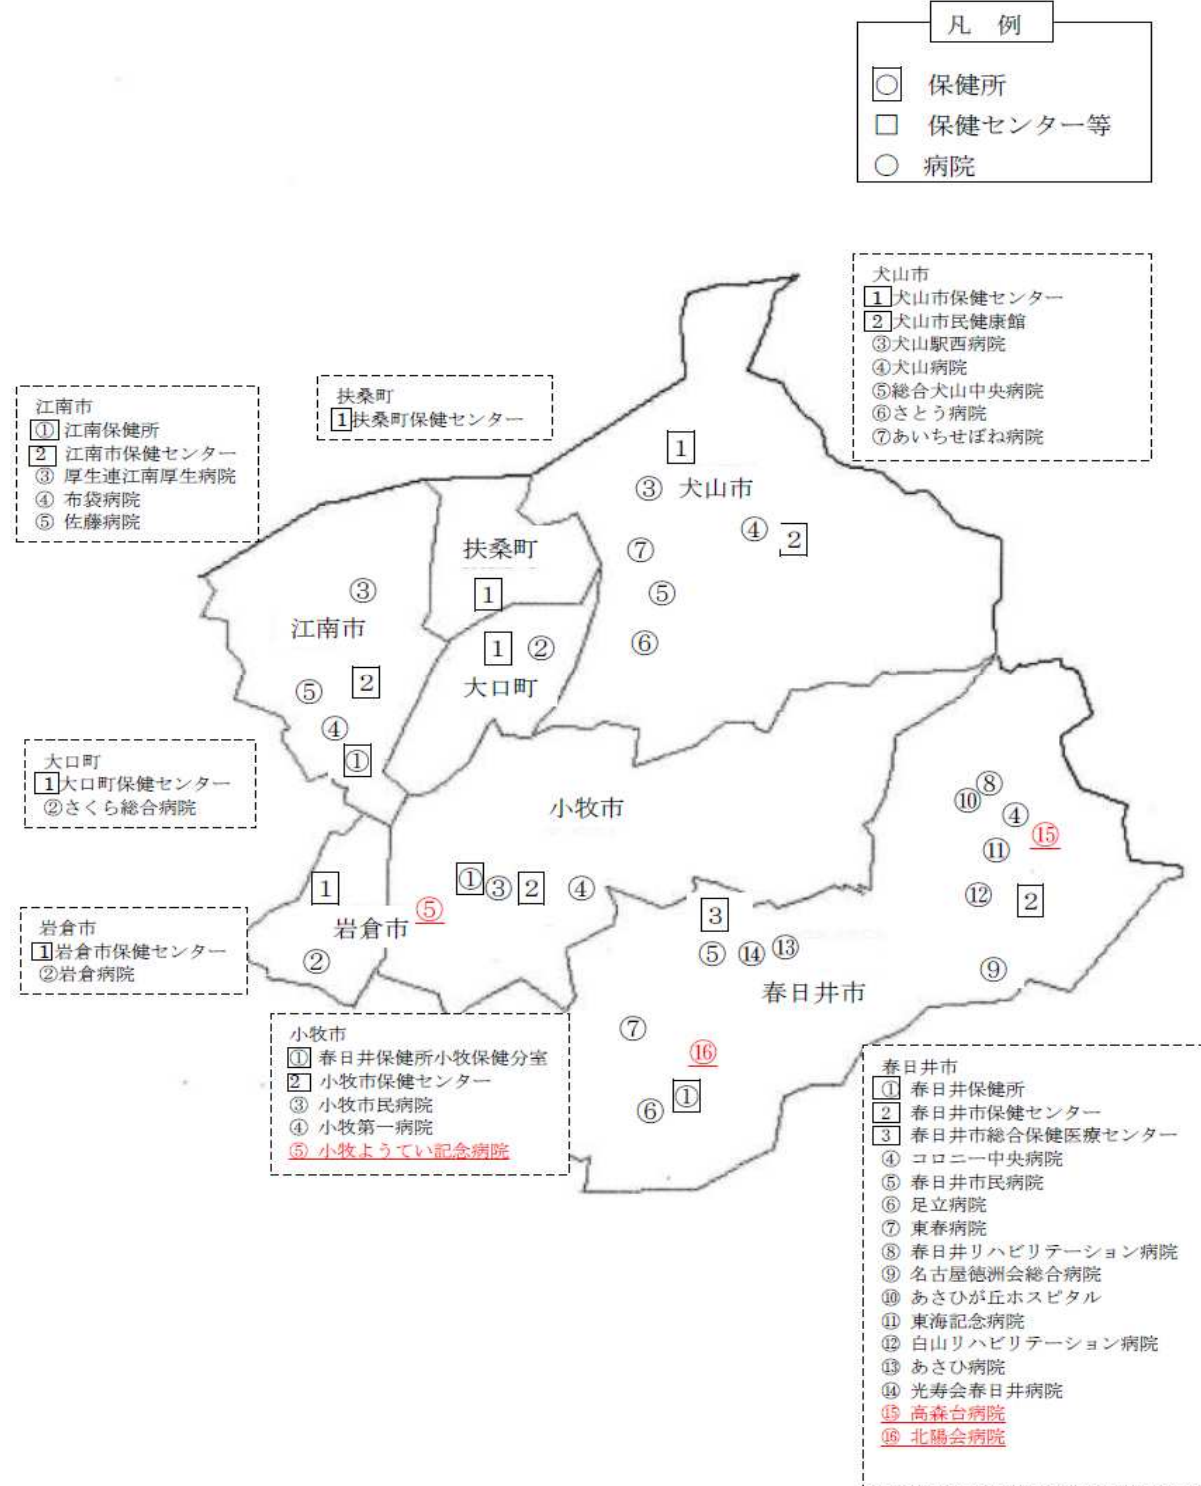 凡 例
○ 保健所
□ 保健センター等
○ 病院
犬山市
1 犬山市保健センター
2 犬山市民健康館
③犬山駅西病院
④犬山病院
⑤総合犬山中央病院
⑥さとう病院
⑦あいちせぼね病院
扶桑町
1 扶桑町保健センター
江南市
① 江南保健所
2 江南市保健センター
③ 厚生連江南厚生病院
④ 布袋病院
⑤ 佐藤病院
1
③ 犬山市
④ 2
⑦
⑤
⑥
扶桑町
1
③
江南市
1 ②
大口町
⑤ 2
④
①
大口町
1 大口町保健センター
②さくら総合病院
小牧市
⑧
⑩
④
⑮
⑪
⑫
2
⑨
1
岩倉市
②
① ③ 2 ④
⑤
3
⑤ ⑭ ⑬
春日井市
⑦
⑯
①
⑥
岩倉市
1 岩倉市保健センター
②岩倉病院
小牧市
① 春日井保健所小牧保健分室
2 小牧市保健センター
③ 小牧市民病院
④ 小牧第一病院
⑤ 小牧ようてい記念病院
春日井市
① 春日井保健所
2 春日井市保健センター
3 春日井市総合保健医療センター
④ コロニー中央病院
⑤ 春日井市民病院
⑥ 足立病院
⑦ 東春病院
⑧ 春日井リハビリテーション病院
⑨ 名古屋徳洲会総合病院
⑩ あさひが丘ホスピタル
⑪ 東海記念病院
⑫ 白山リハビリテーション病院
⑬ あさひ病院
⑭ 光寿会春日井病院
⑮ 高森台病院
⑯ 北陽会病院